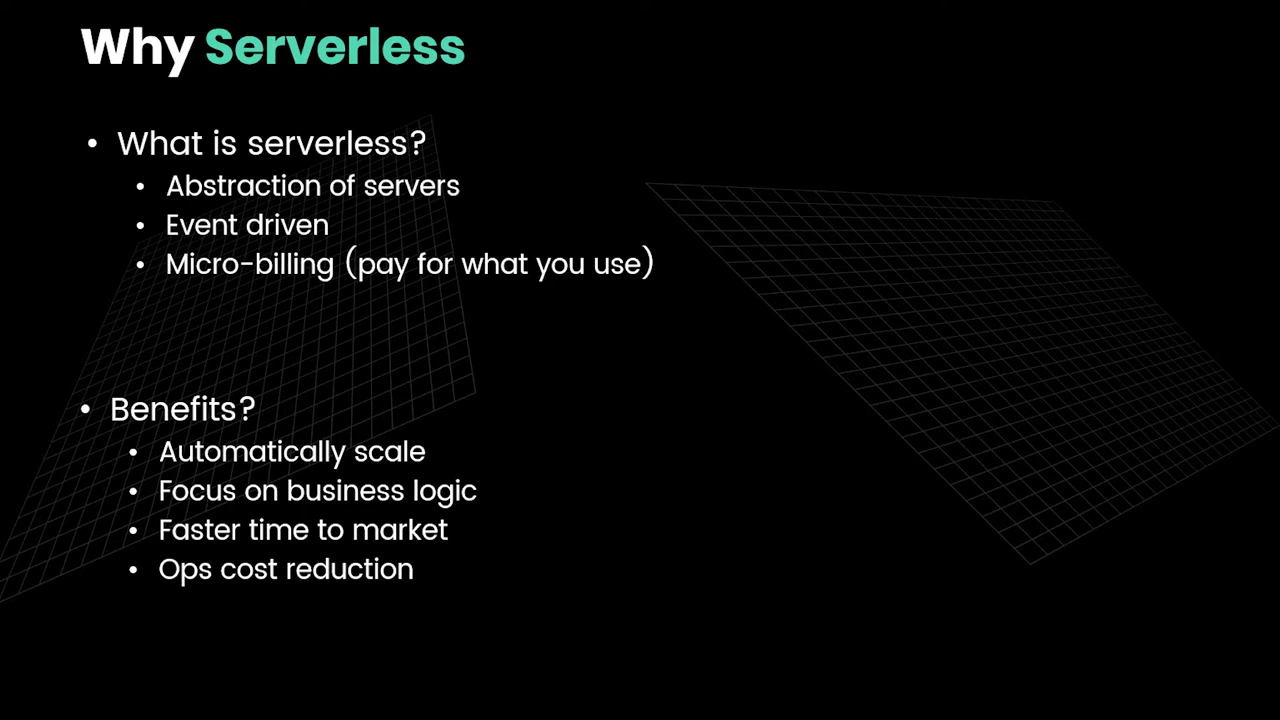 Why Serverless
• What is serverless?
• Abstraction of servers
• Event driven
• Micro-billing (pay for what you use)
• Benefits?
• Automatically scale
• Focus on business logic
• Faster time to market
• Ops cost reduction